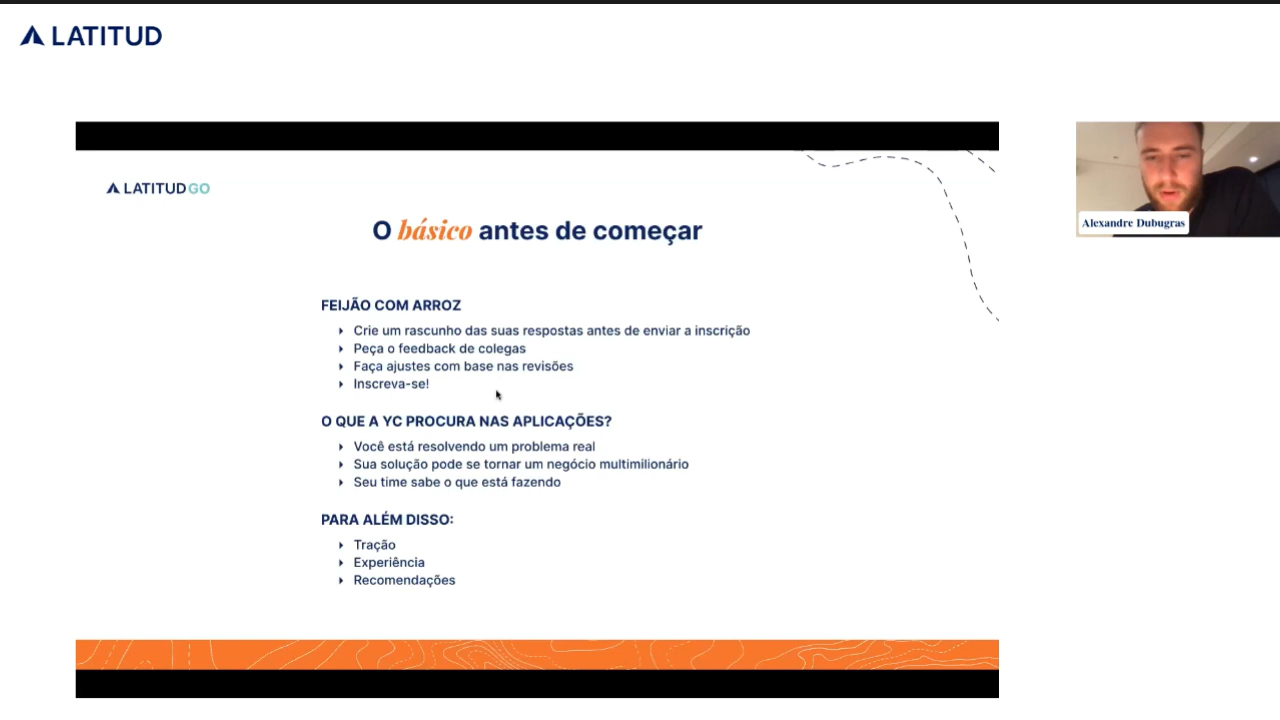 LATITUD
LATITUD GO
O básico antes de começar
FEIJÃO COM ARROZ
Crie um rascunho das suas respostas antes de enviar a inscrição
Peça o feedback de colegas
Faça ajustes com base nas revisões
Inscreva-se!
O QUE A YC PROCURA NAS APLICAÇÕES?
Você está resolvendo um problema real
Sua solução pode se tornar um negócio multimilionário
Seu time sabe o que está fazendo
PARA ALÉM DISSO:
Tração
Experiência
Recomendações
Alexandre Dubugras